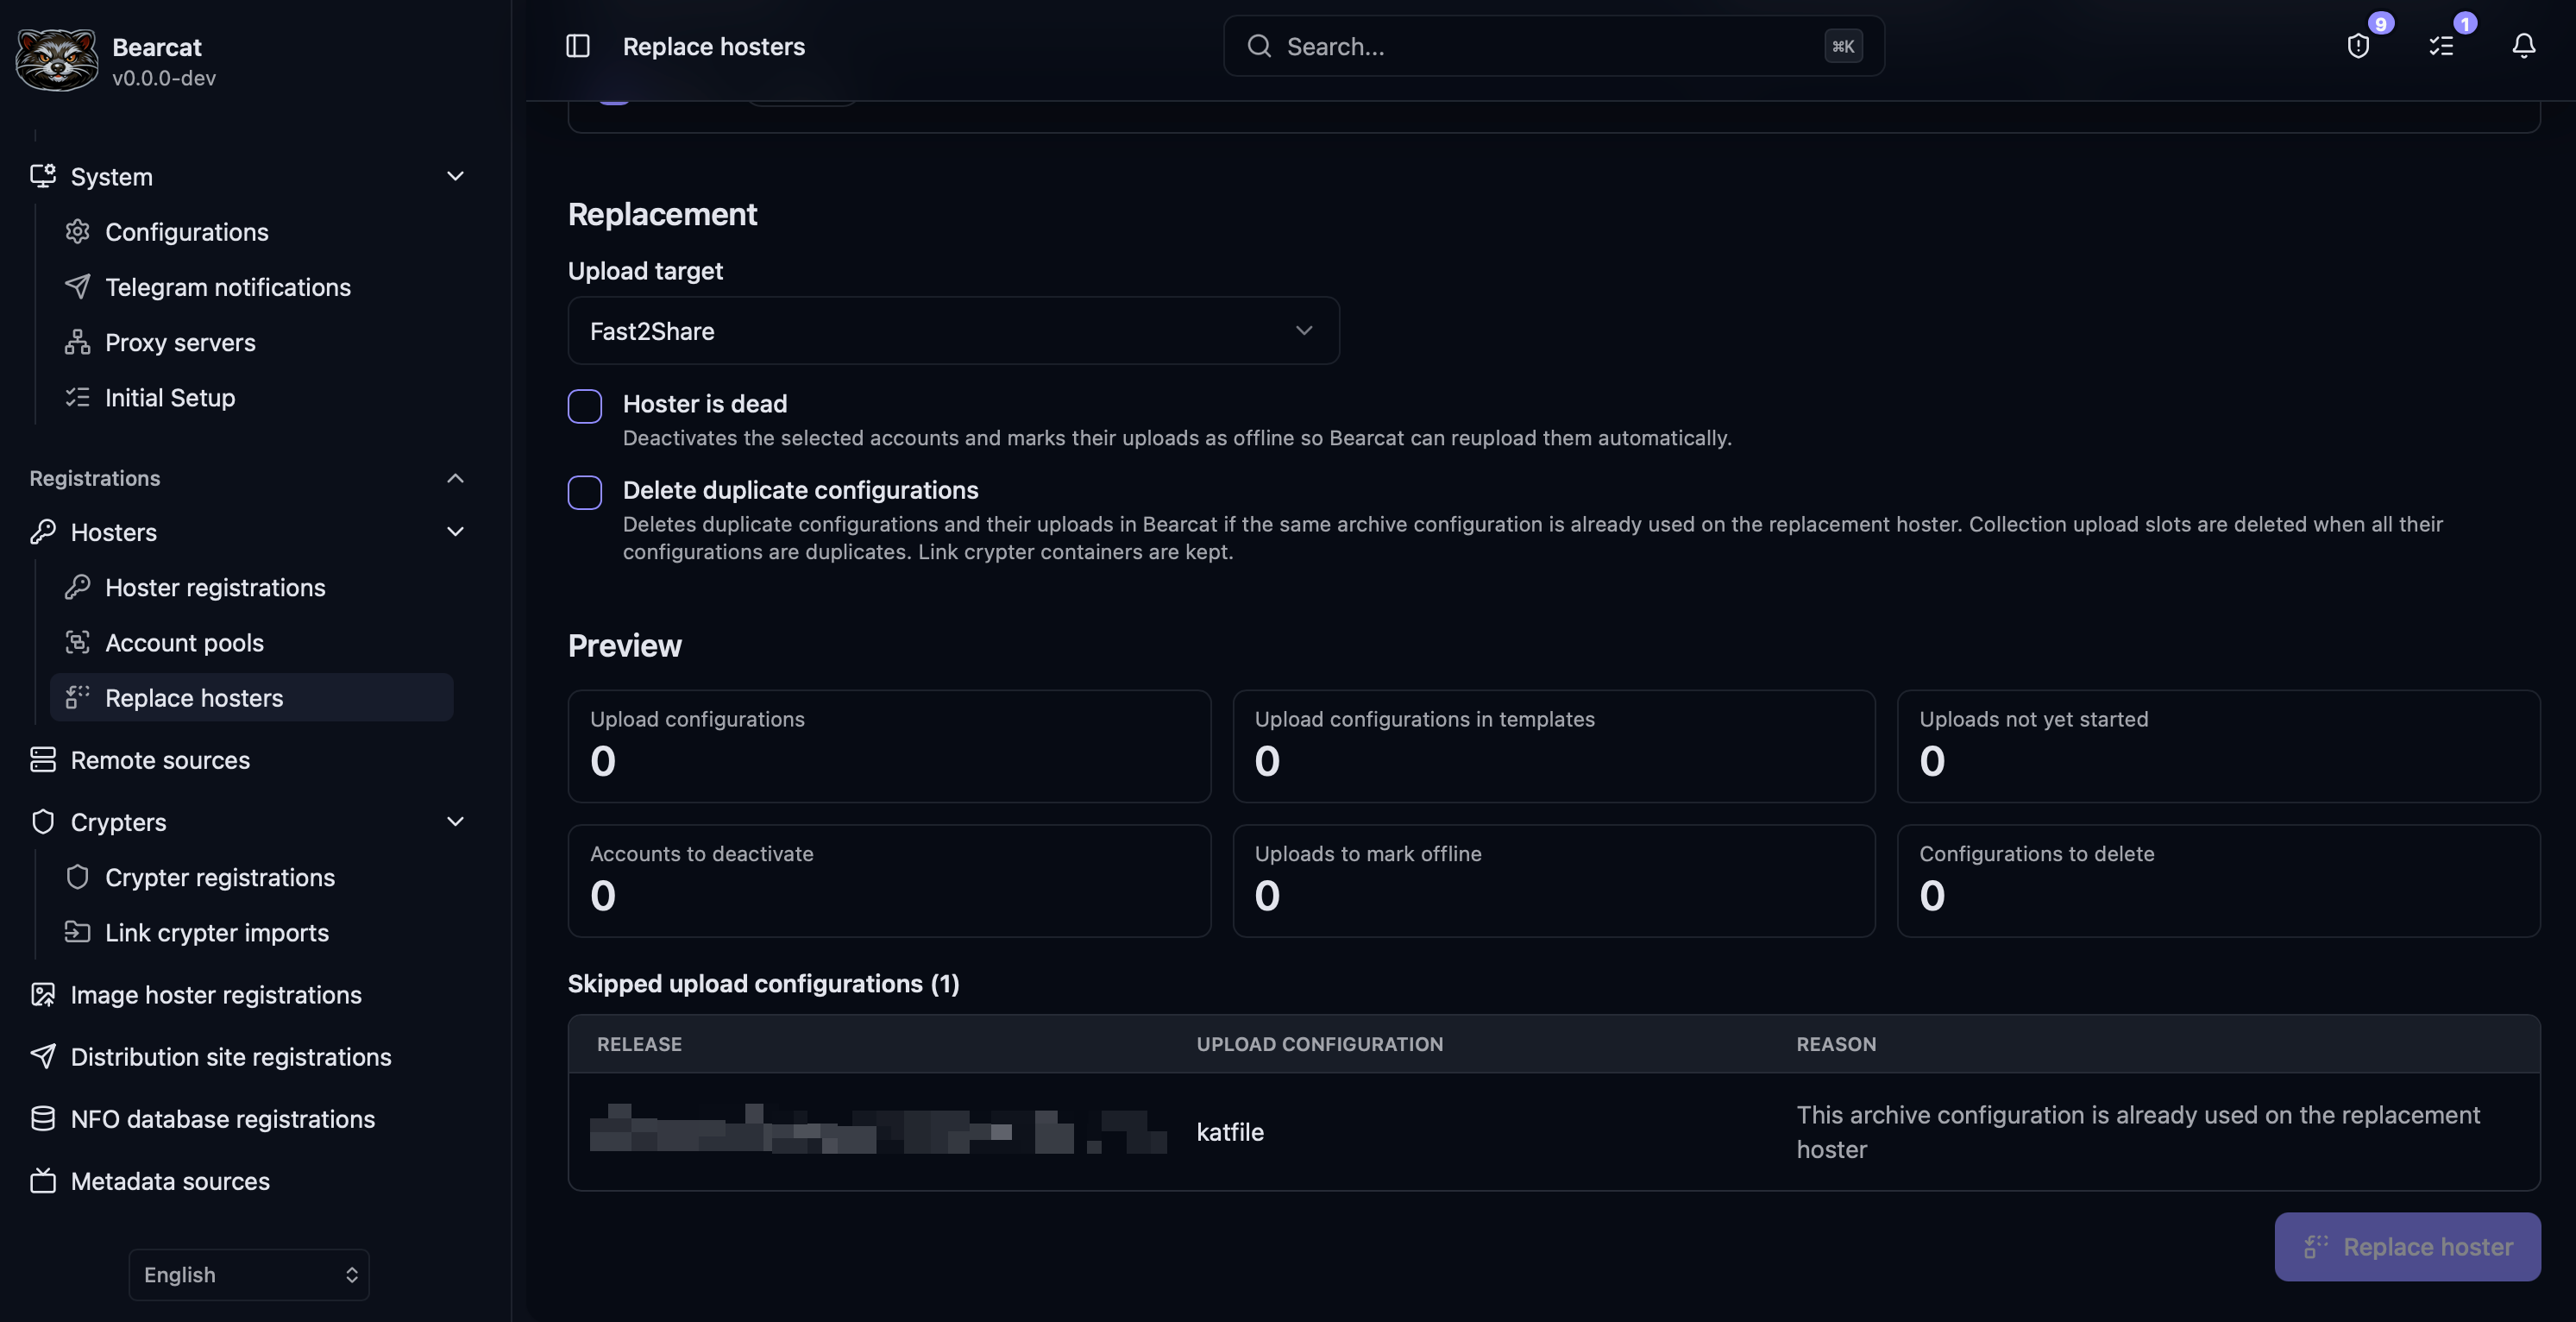 Bearcat
v0.0.0-dev
System
Configurations
Telegram notifications
Proxy servers
Initial Setup
Registrations
Hosters
Hoster registrations
Account pools
Replace hosters
Remote sources
Crypters
Crypter registrations
Link crypter imports
Image hoster registrations
Distribution site registrations
NFO database registrations
Metadata sources
English
Replace hosters
Search...
⌘K
9
1
Replacement
Upload target
Fast2Share
Hoster is dead
Deactivates the selected accounts and marks their uploads as offline so Bearcat can reupload them automatically.
Delete duplicate configurations
Deletes duplicate configurations and their uploads in Bearcat if the same archive configuration is already used on the replacement hoster. Collection upload slots are deleted when all their
configurations are duplicates. Link crypter containers are kept.
Preview
Upload configurations
0
Upload configurations in templates
0
Uploads not yet started
0
Accounts to deactivate
0
Uploads to mark offline
0
Configurations to delete
0
Skipped upload configurations (1)
RELEASE
UPLOAD CONFIGURATION
REASON
katfile
This archive configuration is already used on the replacement
hoster
Replace hoster